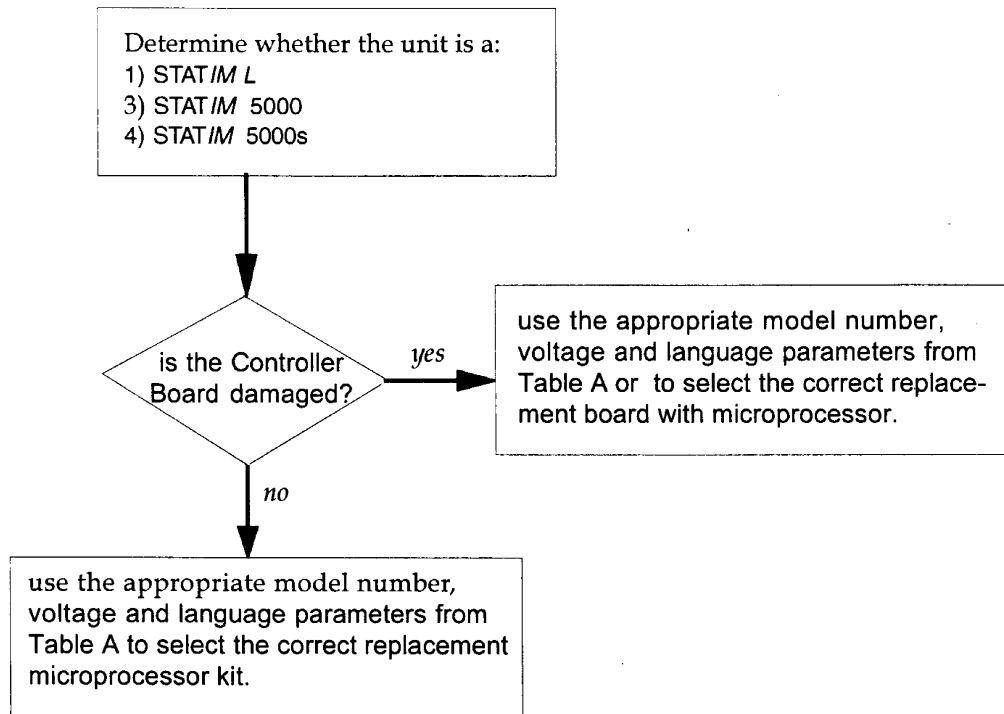 Determine whether the unit is a:
1) STATIM L
3) STATIM 5000
4) STATIM 5000s
is the Controller
Board damaged?
yes
use the appropriate model number,
voltage and language parameters from
Table A or to select the correct replace-
ment board with microprocessor.
no
use the appropriate model number,
voltage and language parameters from
Table A to select the correct replacement
microprocessor kit.